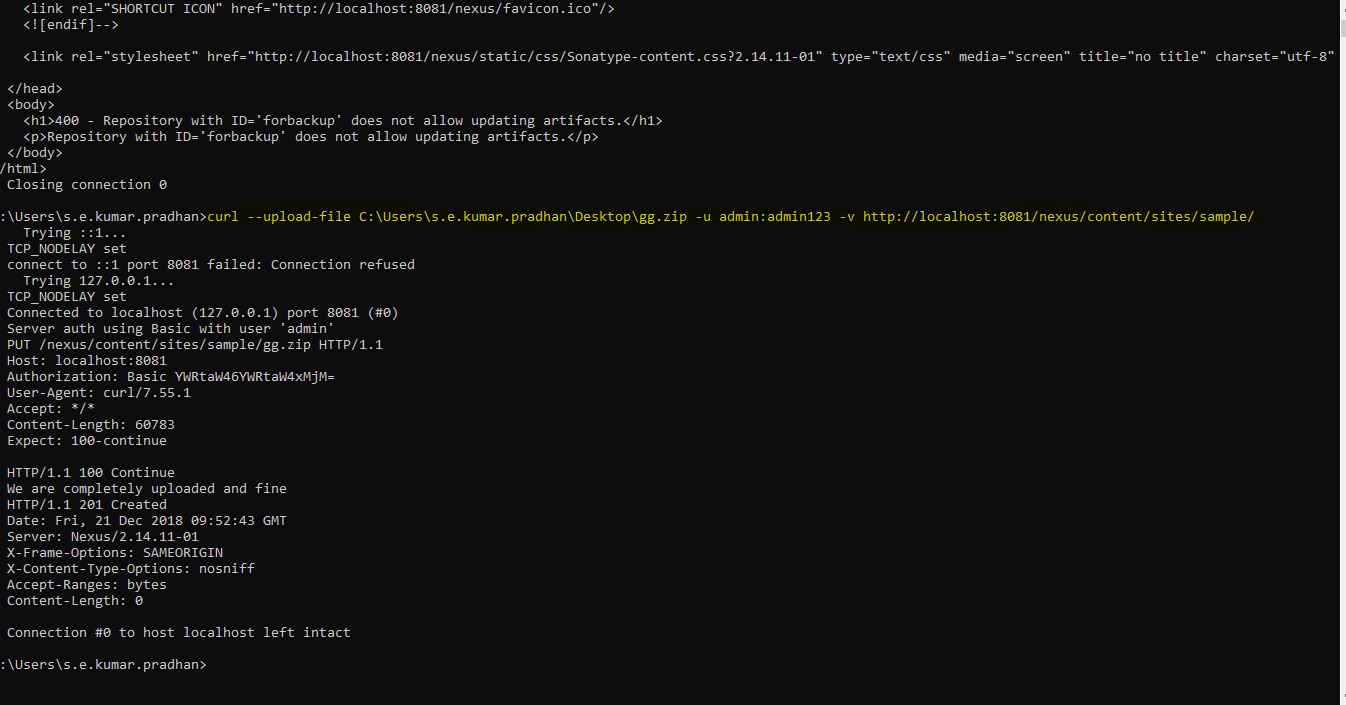 <link rel="SHORTCUT ICON" href="http://localhost:8081/nexus/favicon.ico"/>
<![endif]-->
<link rel="stylesheet" href="http://localhost:8081/nexus/static/css/Sonatype-content.css?2.14.11-01" type="text/css" media="screen" title="no title" charset="utf-8"
</head>
<body>
<h1>400 - Repository with ID='forbackup' does not allow updating artifacts.</h1>
<p>Repository with ID='forbackup' does not allow updating artifacts.</p>
</body>
/html>
Closing connection 0
:\Users\s.e.kumar.pradhan>curl --upload-file C:\Users\s.e.kumar.pradhan\Desktop\gg.zip -u admin:admin123 -v http://localhost:8081/nexus/content/sites/sample/
Trying ::1...
TCP_NODELAY set
connect to ::1 port 8081 failed: Connection refused
Trying 127.0.0.1...
TCP_NODELAY set
Connected to localhost (127.0.0.1) port 8081 (#0)
Server auth using Basic with user 'admin'
PUT /nexus/content/sites/sample/gg.zip HTTP/1.1
Host: localhost:8081
Authorization: Basic YWRtaW46YWRtaW4xMjM=
User-Agent: curl/7.55.1
Accept: */*
Content-Length: 60783
Expect: 100-continue
HTTP/1.1 100 Continue
We are completely uploaded and fine
HTTP/1.1 201 Created
Date: Fri, 21 Dec 2018 09:52:43 GMT
Server: Nexus/2.14.11-01
X-Frame-Options: SAMEORIGIN
X-Content-Type-Options: nosniff
Accept-Ranges: bytes
Content-Length: 0
Connection #0 to host localhost left intact
:\Users\s.e.kumar.pradhan>